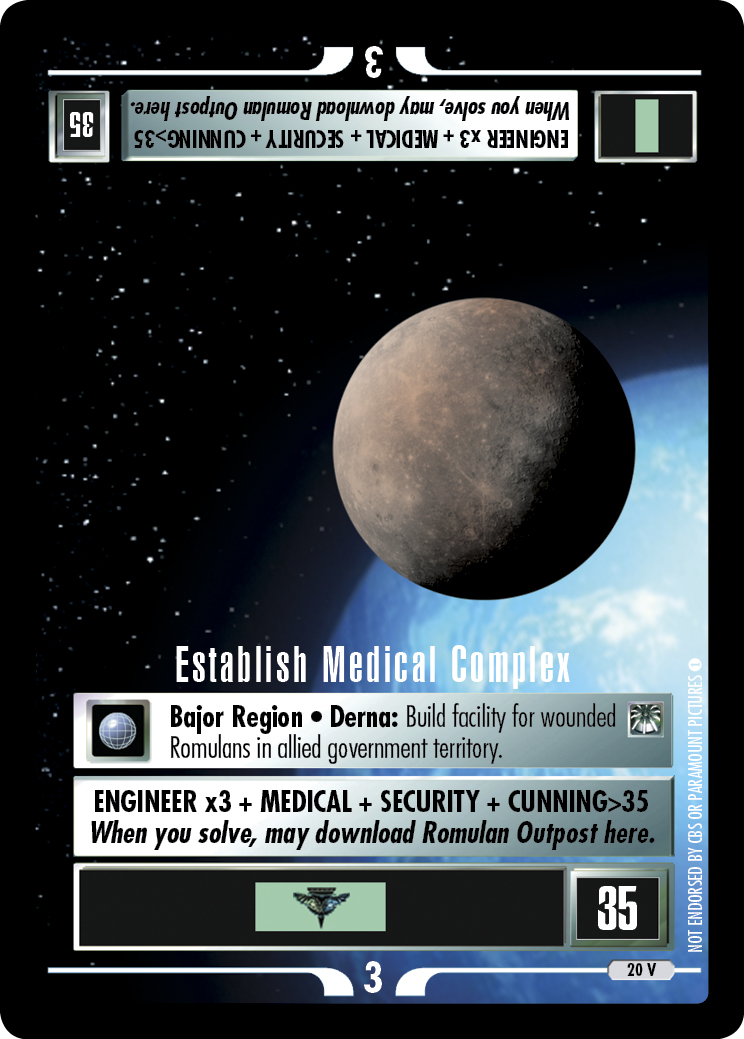 3
When you solve, may download Romulan Outpost here.
ENGINEER x3 + MEDICAL + SECURITY + CUNNING>35
35
Establish Medical Complex
Bajor Region • Derna: Build facility for wounded
Romulans in allied government territory.
ENGINEER x3 + MEDICAL + SECURITY + CUNNING>35
When you solve, may download Romulan Outpost here.
35
3
20 V
NOT ENDORSED BY CBS OR PARAMOUNT PICTURES 1